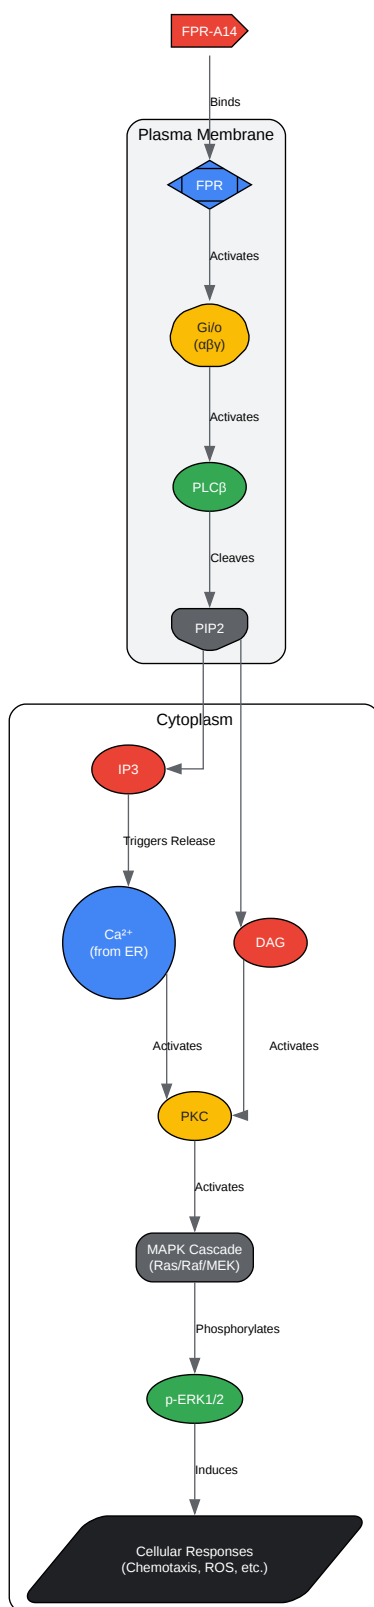 FPR-A14
Binds
Plasma Membrane
FPR
Activates
Gi/o
(αβγ)
Activates
PLCβ
Cleaves
PIP2
Cytoplasm
IP3
Triggers Release
Ca²⁺
(from ER)
DAG
Activates
Activates
PKC
Activates
MAPK Cascade
(Ras/Raf/MEK)
Phosphorylates
p-ERK1/2
Induces
Cellular Responses
(Chemotaxis, ROS, etc.)